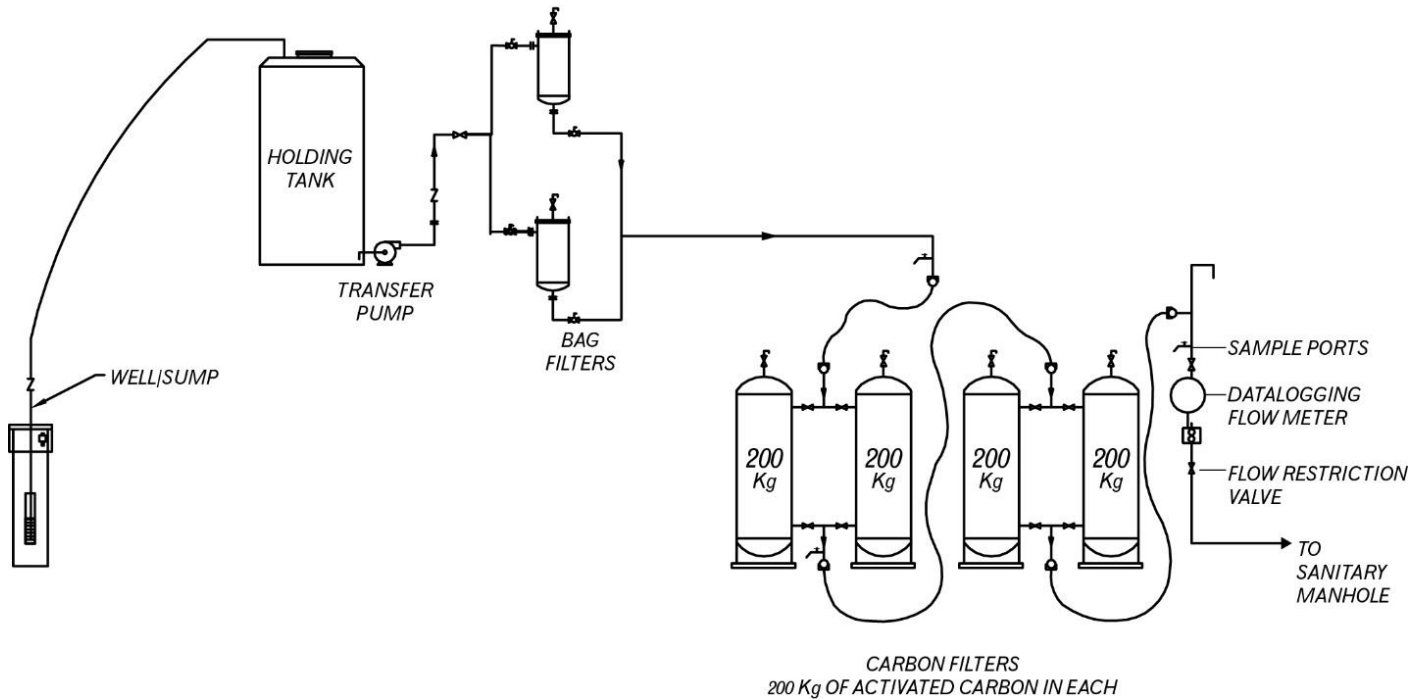 HOLDING
TANK
TRANSFER
PUMP
BAG
FILTERS
WELL/SUMP
SAMPLE PORTS
DATALOGGING
FLOW METER
200
Kg
200
Kg
200
Kg
200
Kg
FLOW RESTRICTION
VALVE
TO
SANITARY
MANHOLE
CARBON FILTERS
200 Kg OF ACTIVATED CARBON IN EACH